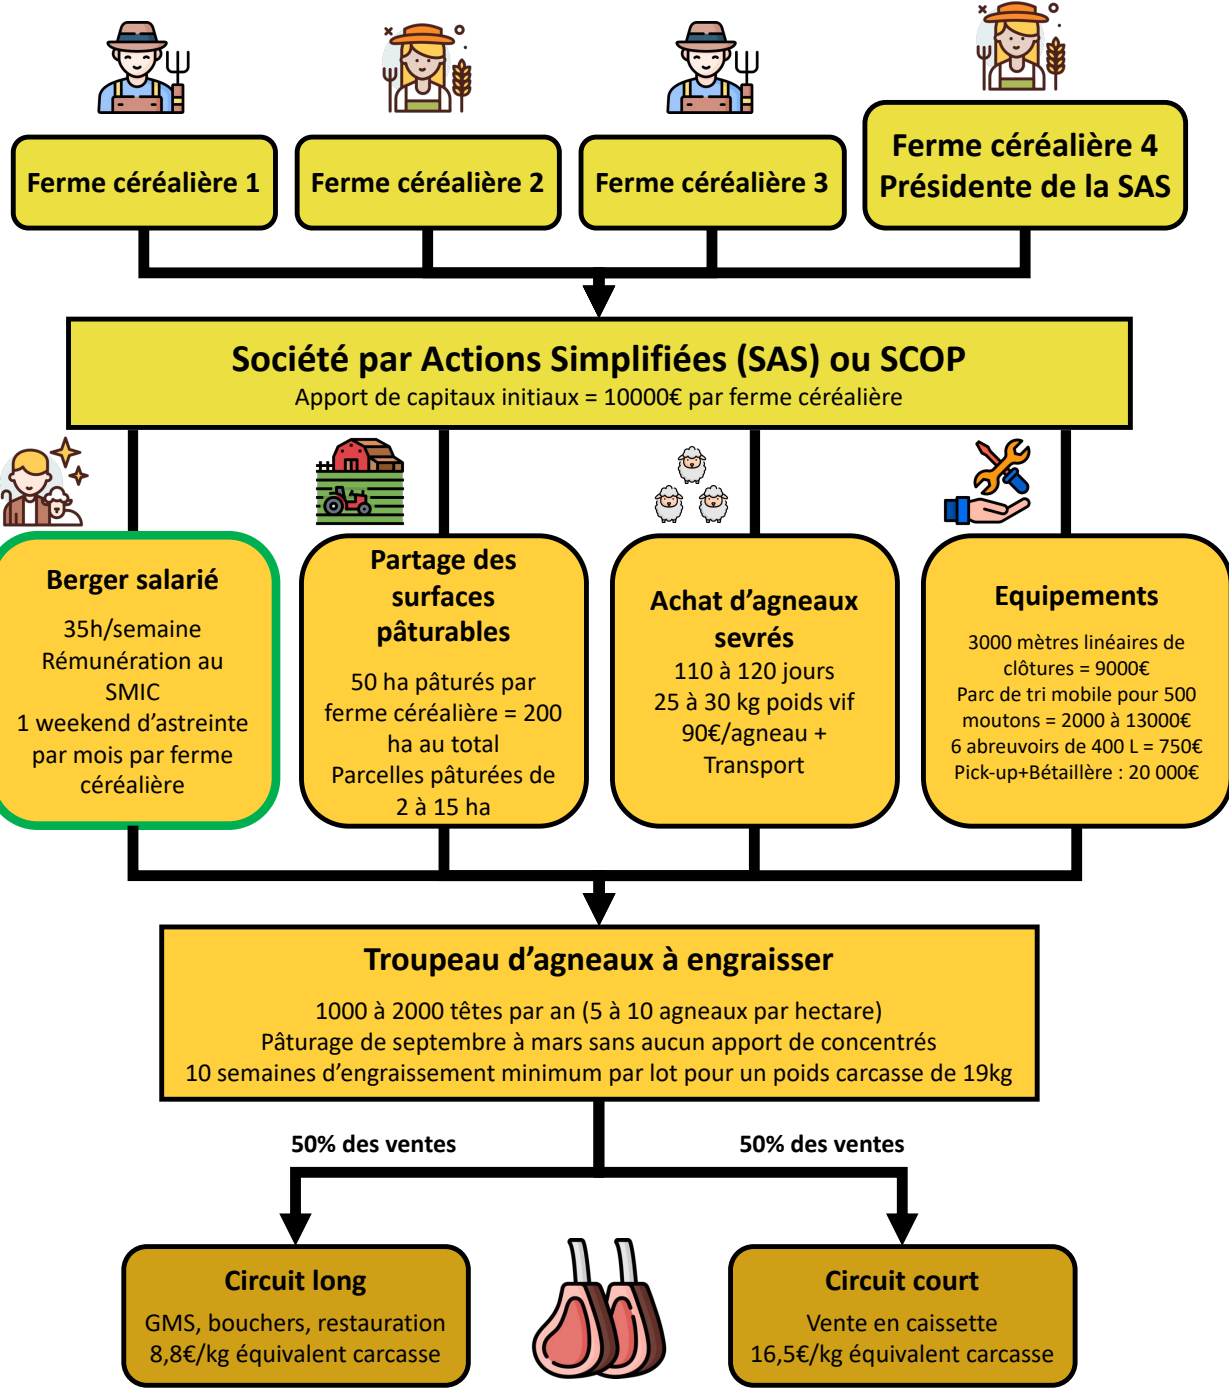 Ferme céréalière 1
Ferme céréalière 2
Ferme céréalière 3
Ferme céréalière 4
Présidente de la SAS
Société par Actions Simplifiées (SAS) ou SCOP
Apport de capitaux initiaux = 10000€ par ferme céréalière
Berger salarié
35h/semaine
Rémunération au
SMIC
1 weekend d’astreinte
par mois par ferme
céréalière
Partage des
surfaces
pâturables
50 ha pâturés par
ferme céréalière = 200
ha au total
Parcelles pâturées de
2 à 15 ha
Achat d’agneaux
sevrés
110 à 120 jours
25 à 30 kg poids vif
90€/agneau +
Transport
Equipements
3000 mètres linéaires de
clôtures = 9000€
Parc de tri mobile pour 500
moutons = 2000 à 13000€
6 abreuvoirs de 400 L = 750€
Pick-up+Bétaillère : 20 000€
Troupeau d’agneaux à engraisser
1000 à 2000 têtes par an (5 à 10 agneaux par hectare)
Pâturage de septembre à mars sans aucun apport de concentrés
10 semaines d’engraissement minimum par lot pour un poids carcasse de 19kg
50% des ventes
50% des ventes
Circuit long
GMS, bouchers, restauration
8,8€/kg équivalent carcasse
Circuit court
Vente en caissette
16,5€/kg équivalent carcasse